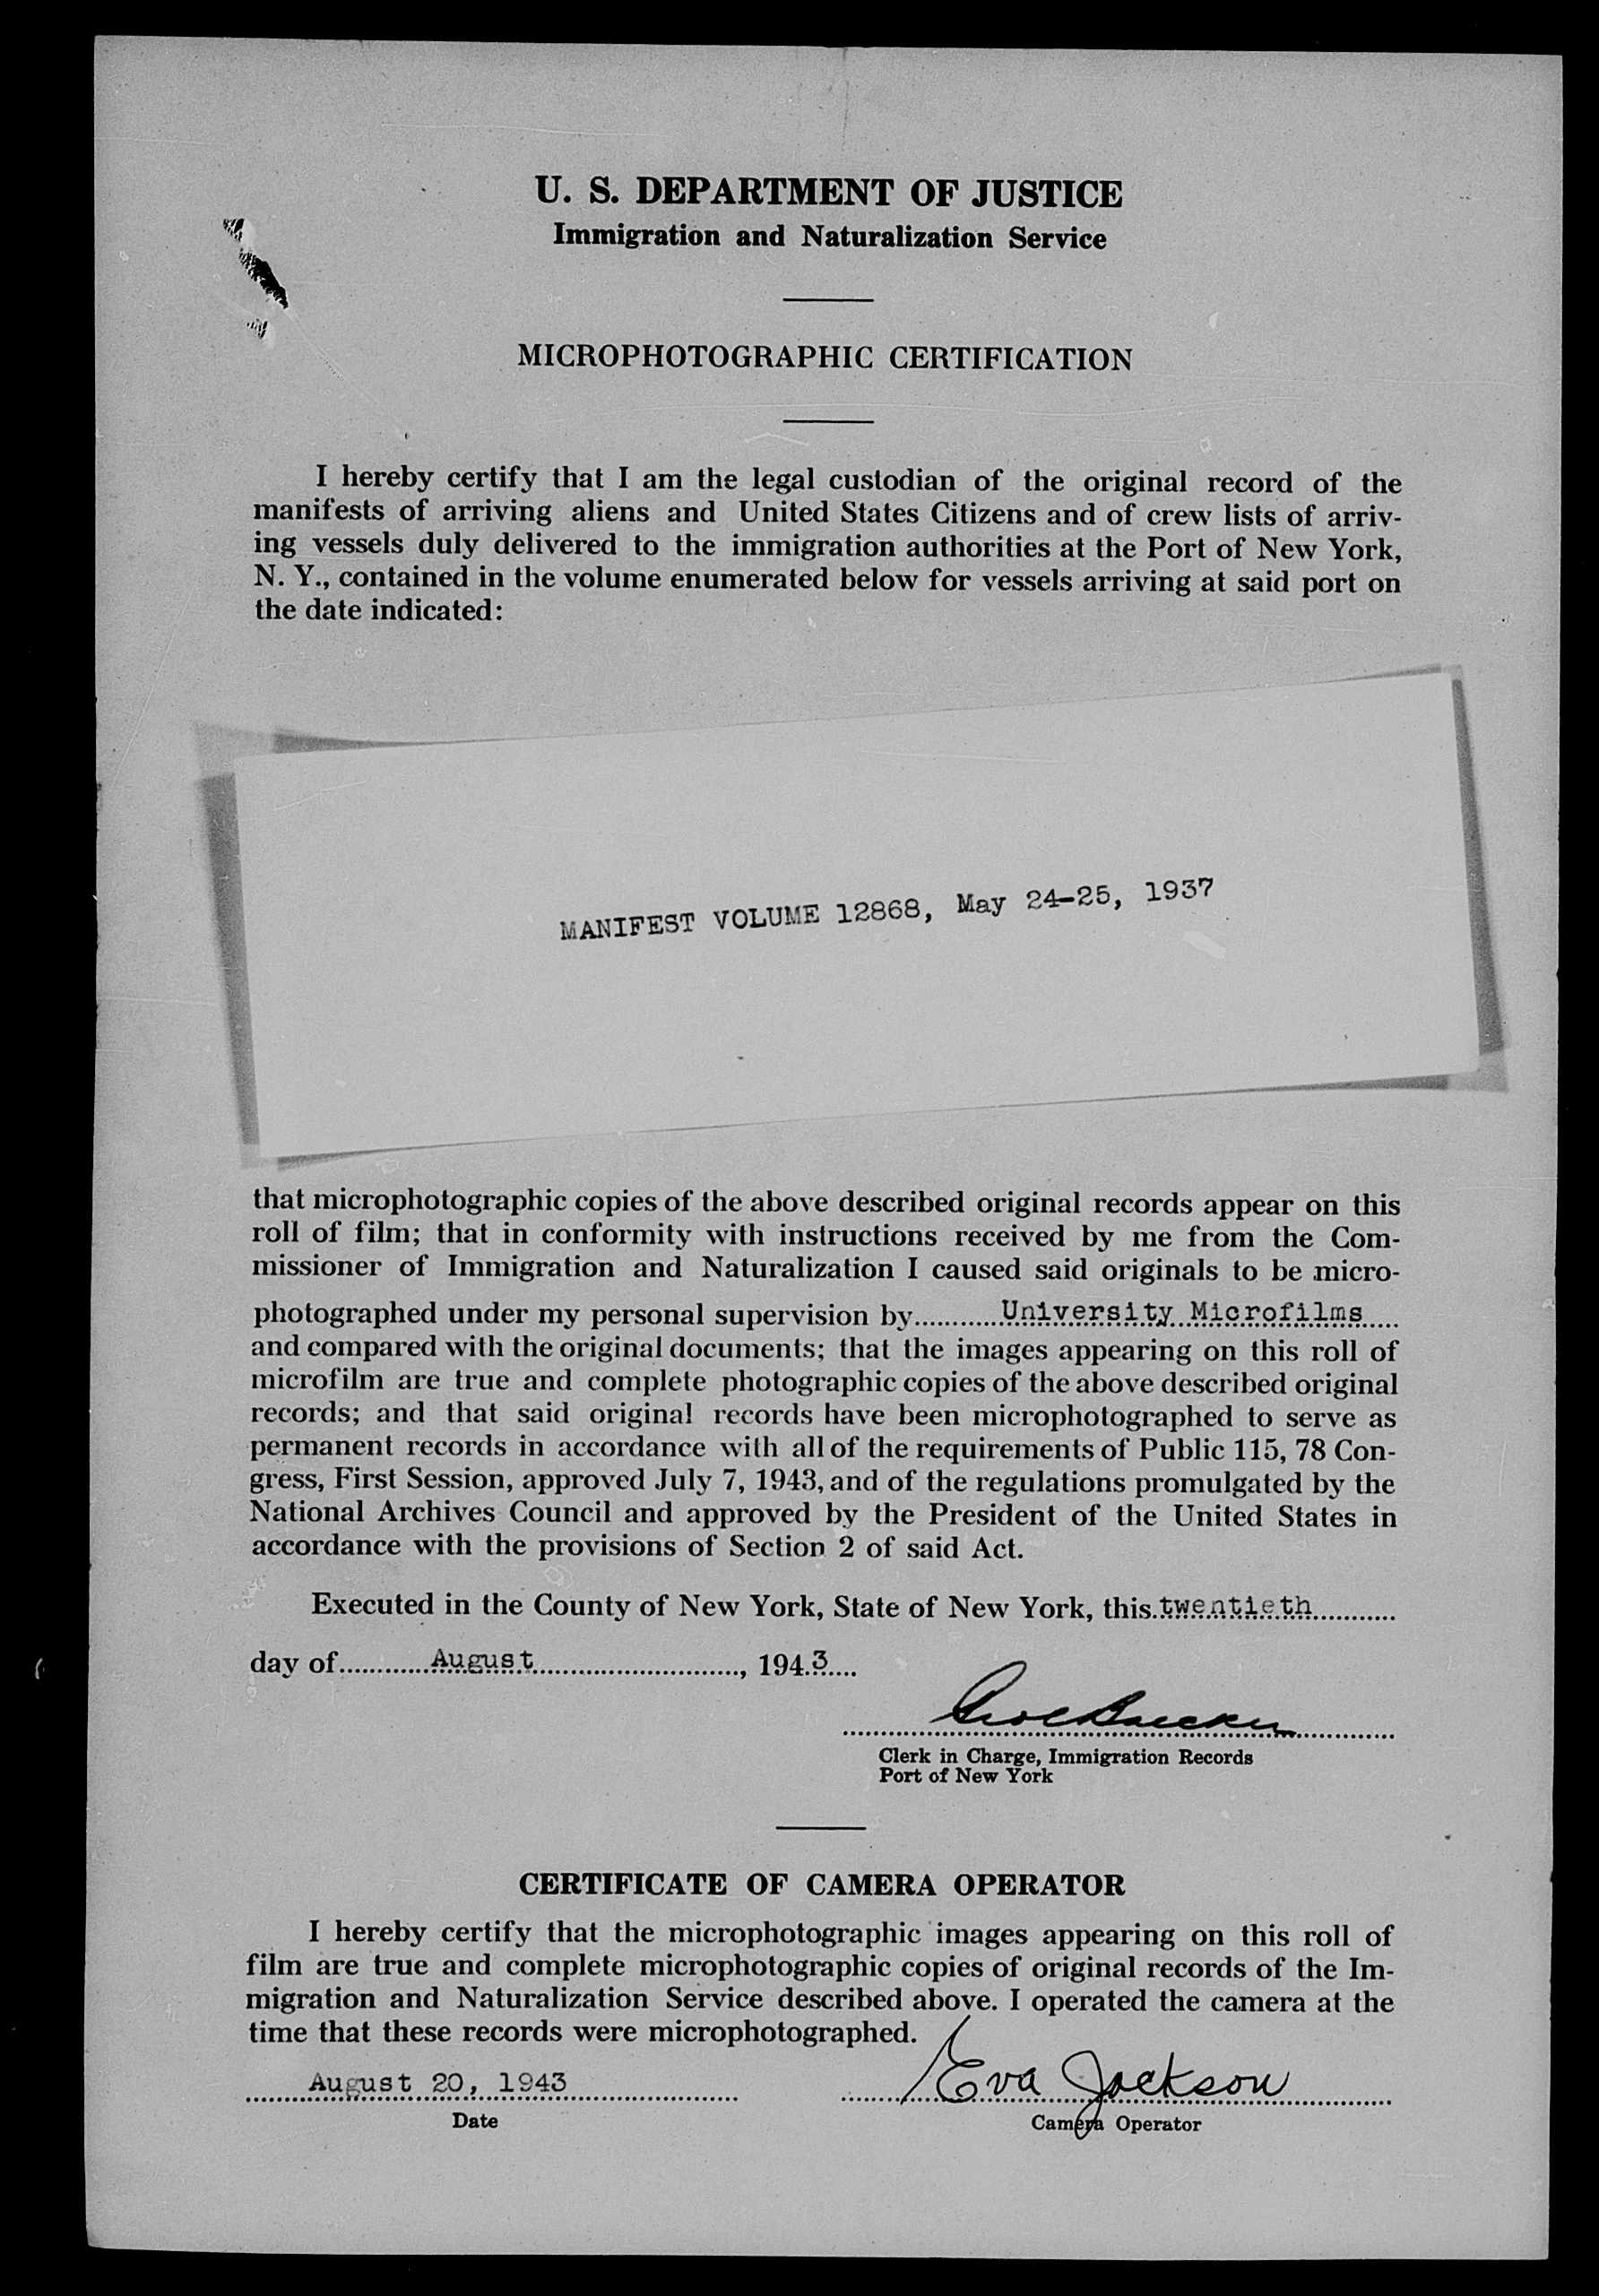 U. S. DEPARTMENT OF JUSTICE
Immigration and Naturalization Service
MICROPHOTOGRAPHIC CERTIFICATION
I hereby certify that I am the legal custodian of the original record of the
manifests of arriving aliens and United States Citizens and of crew lists of arriv-
ing vessels duly delivered to the immigration authorities at the Port of New York,
N. Y., contained in the volume enumerated below for vessels arriving at said port on
the date indicated:
MANIFEST VOLUME 12868, May 24-25, 1937
that microphotographic copies of the above described original records appear on this
roll of film; that in conformity with instructions received by me from the Com-
missioner of Immigration and Naturalization I caused said originals to be micro-
photographed under my personal supervision by University Microfilms
and compared with the original documents; that the images appearing on this roll of
microfilm are true and complete photographic copies of the above described original
records; and that said original records have been microphotographed to serve as
permanent records in accordance with all of the requirements of Public 115, 78 Con-
gress, First Session, approved July 7, 1943, and of the regulations promulgated by the
National Archives Council and approved by the President of the United States in
accordance with the provisions of Section 2 of said Act.
Executed in the County of New York, State of New York, this twentieth
day of August, 1943
Clerk in Charge, Immigration Records
Port of New York
CERTIFICATE OF CAMERA OPERATOR
I hereby certify that the microphotographic images appearing on this roll of
film are true and complete microphotographic copies of original records of the Im-
migration and Naturalization Service described above. I operated the camera at the
time that these records were microphotographed.
August 20, 1943 Eva Jackson
Date Camera Operator